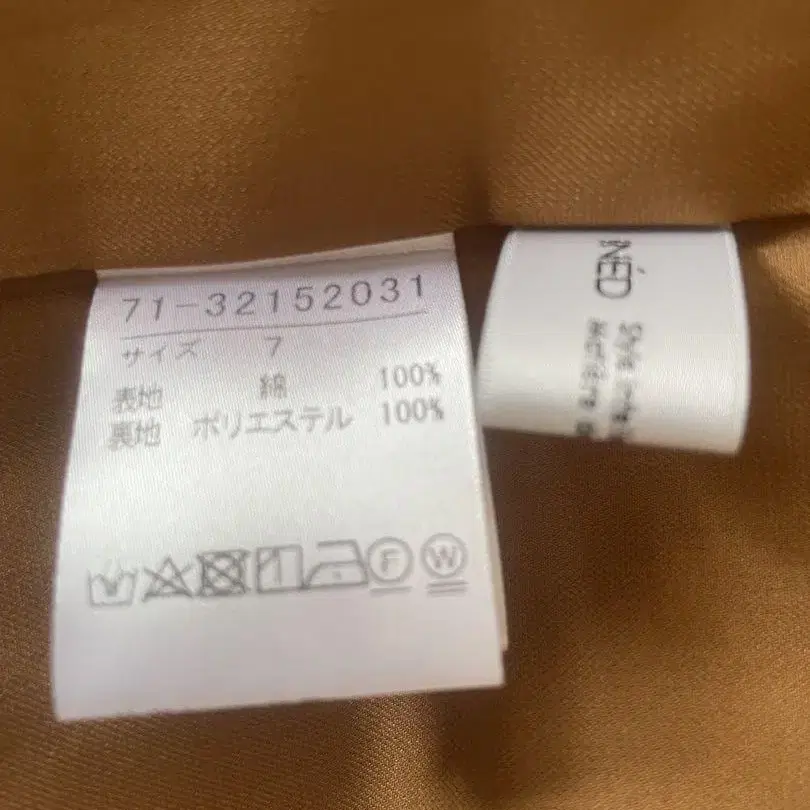 71-32152031
サイズ 7
表地 綿 100%
裏地 ポリエステル 100%
F W
NÉD